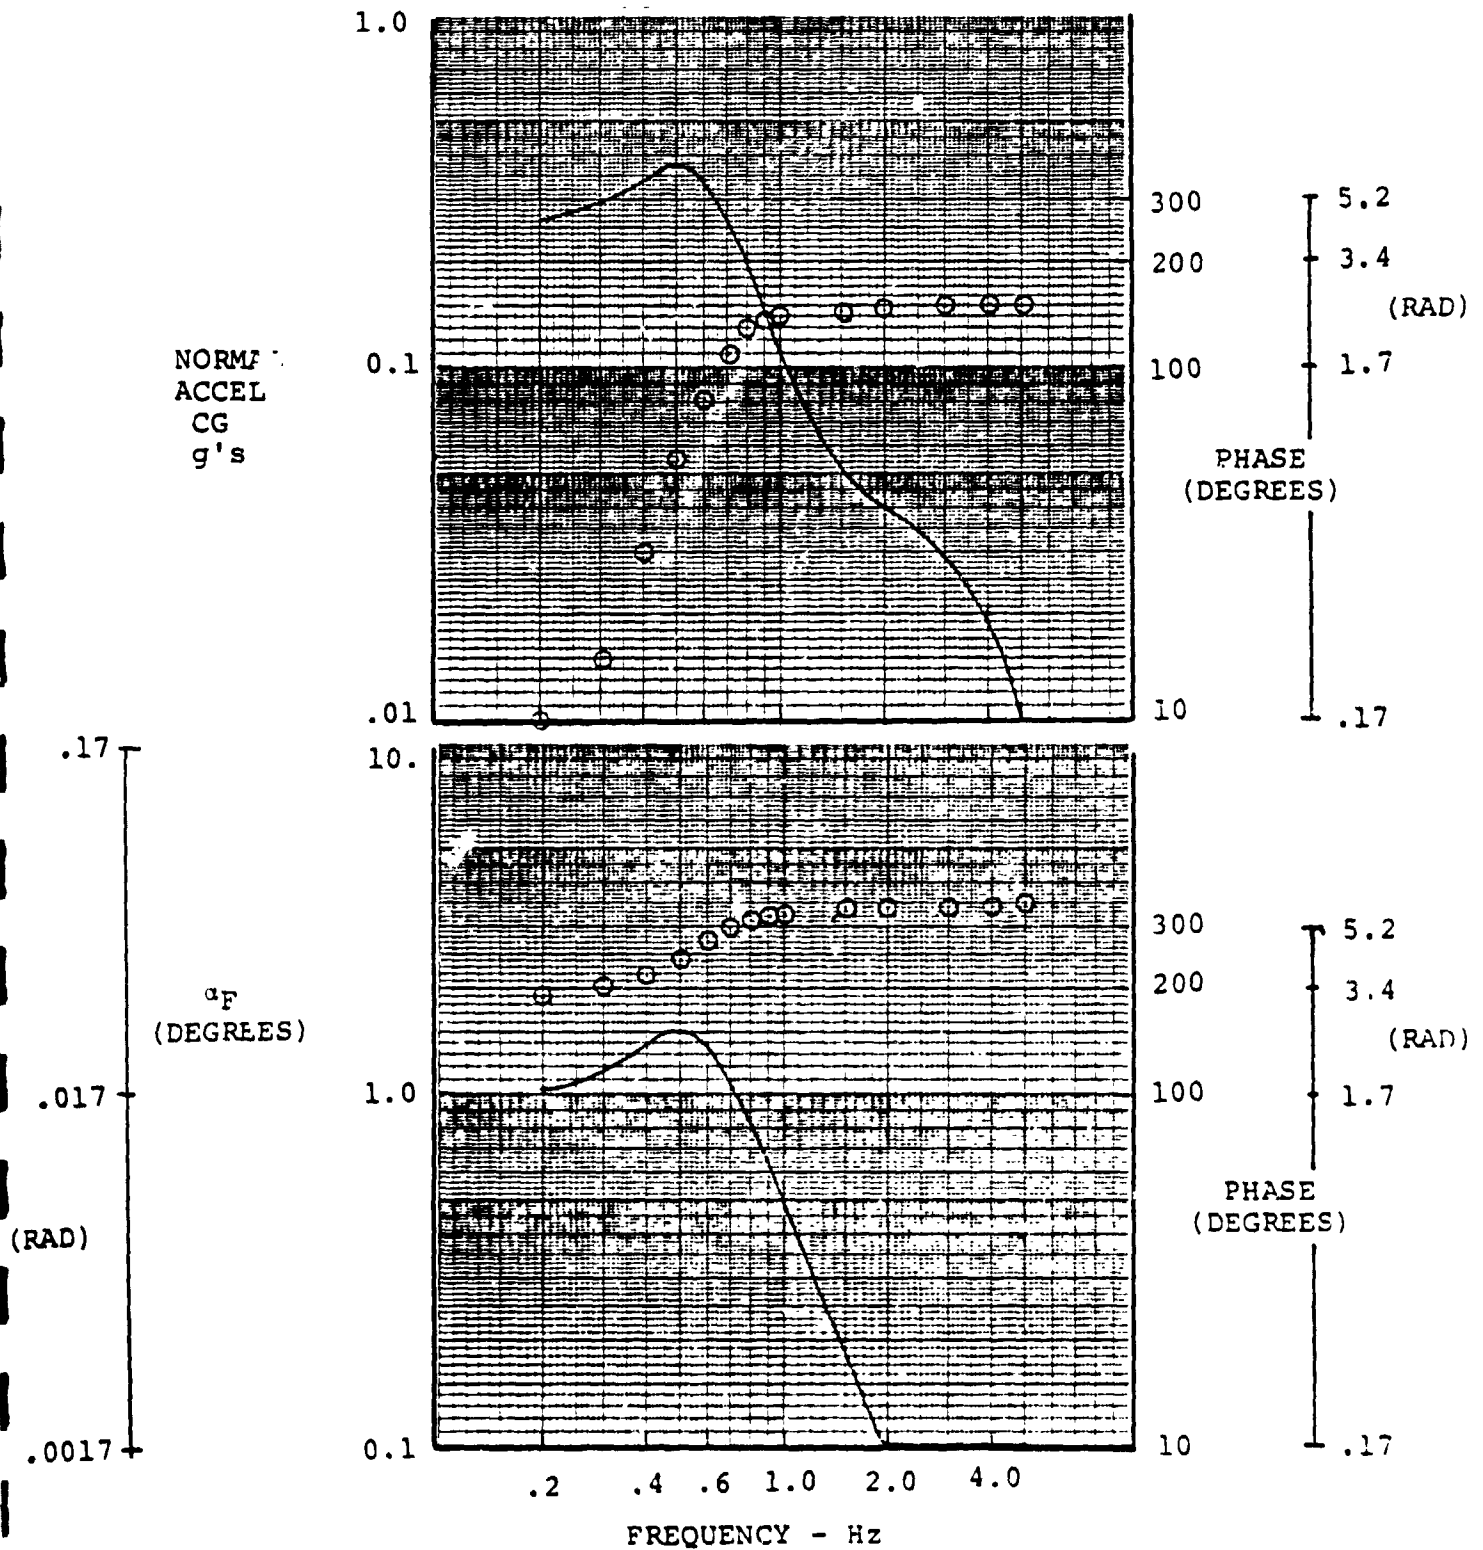 1.0
300
5.2
200
3.4
(RAD)
NORMA
ACCEL
CG
g's
0.1
100
1.7
PHASE
(DEGREES)
.01
10
.17
.17
10.
300
5.2
αF
(DEGREES)
200
3.4
(RAD)
.017
1.0
100
1.7
PHASE
(DEGREES)
(RAD)
.0017
0.1
10
.17
.2 .4 .6 1.0 2.0 4.0
FREQUENCY - Hz